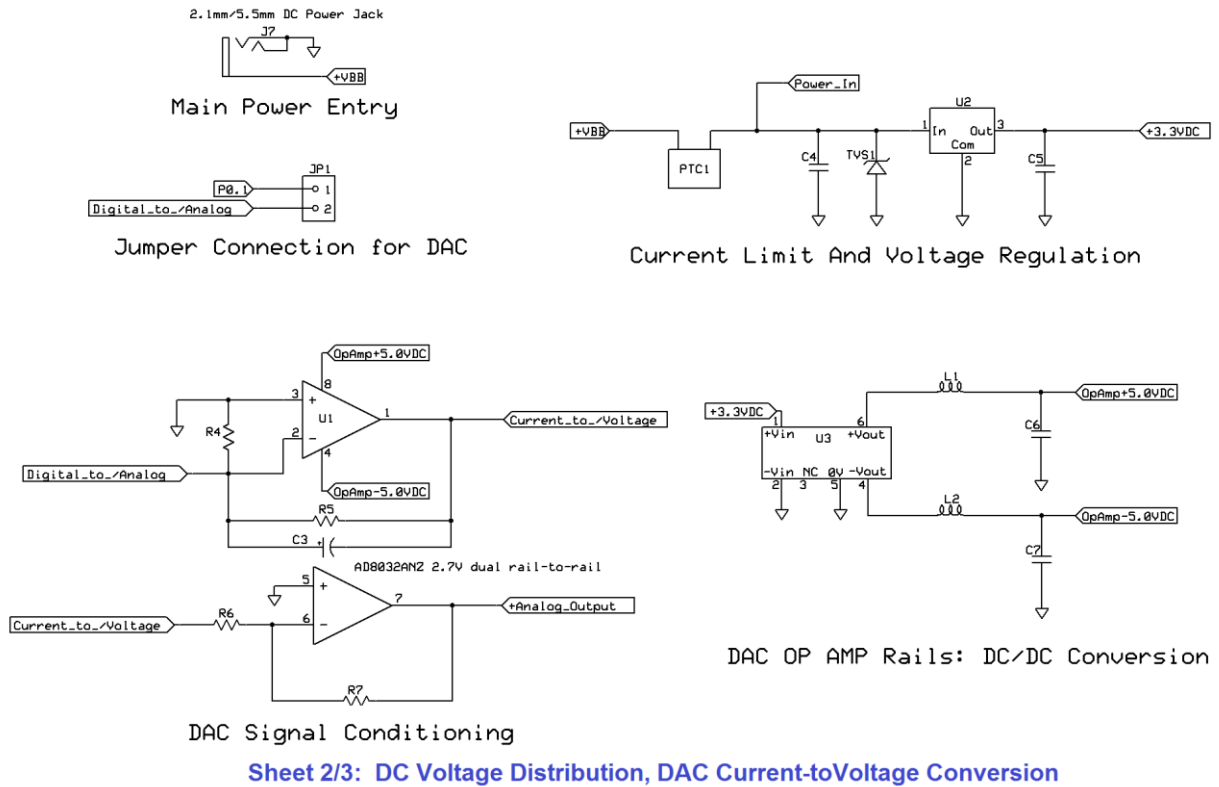 2.1mm/5.5mm DC Power Jack
J7
+VBB
Main Power Entry
JP1
P0.1
1
Digital_to_/Analog
2
Jumper Connection for DAC
Power_In
U2
+VBB
1
In
Out
3
+3.3VDC
Com
2
PTC1
C4
TVS1
C5
Current Limit And Voltage Regulation
OpAmp+5.0VDC
8
3
+
1
U1
Current_to_/Voltage
R4
2
-
4
Digital_to_/Analog
OpAmp-5.0VDC
R5
C3
+
AD8032ANZ 2.7V dual rail-to-rail
5
+
7
+Analog_Output
R6
6
-
Current_to_/Voltage
R7
DAC Signal Conditioning
L1
OpAmp+5.0VDC
+3.3VDC
1
6
+Vin
U3
+Vout
C6
-Vin NC 0V -Vout
2
3
5
4
L2
OpAmp-5.0VDC
C7
DAC OP AMP Rails: DC/DC Conversion
Sheet 2/3: DC Voltage Distribution, DAC Current-toVoltage Conversion